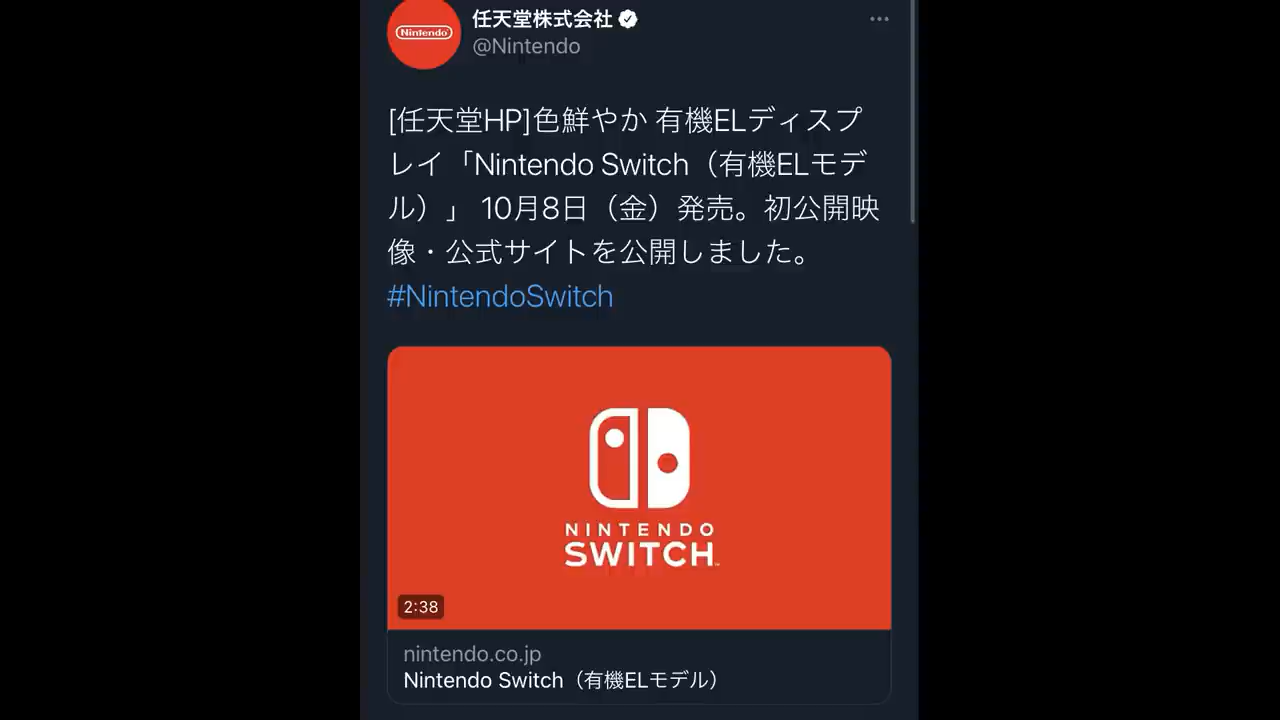 Nintendo
任天堂株式会社
@Nintendo
[任天堂HP]色鮮やか 有機ELディスプ
レイ「Nintendo Switch（有機ELモデ
ル）」 10月8日（金）発売。初公開映
像・公式サイトを公開しました。
#NintendoSwitch
NINTENDO
SWITCH™
2:38
nintendo.co.jp
Nintendo Switch（有機ELモデル）